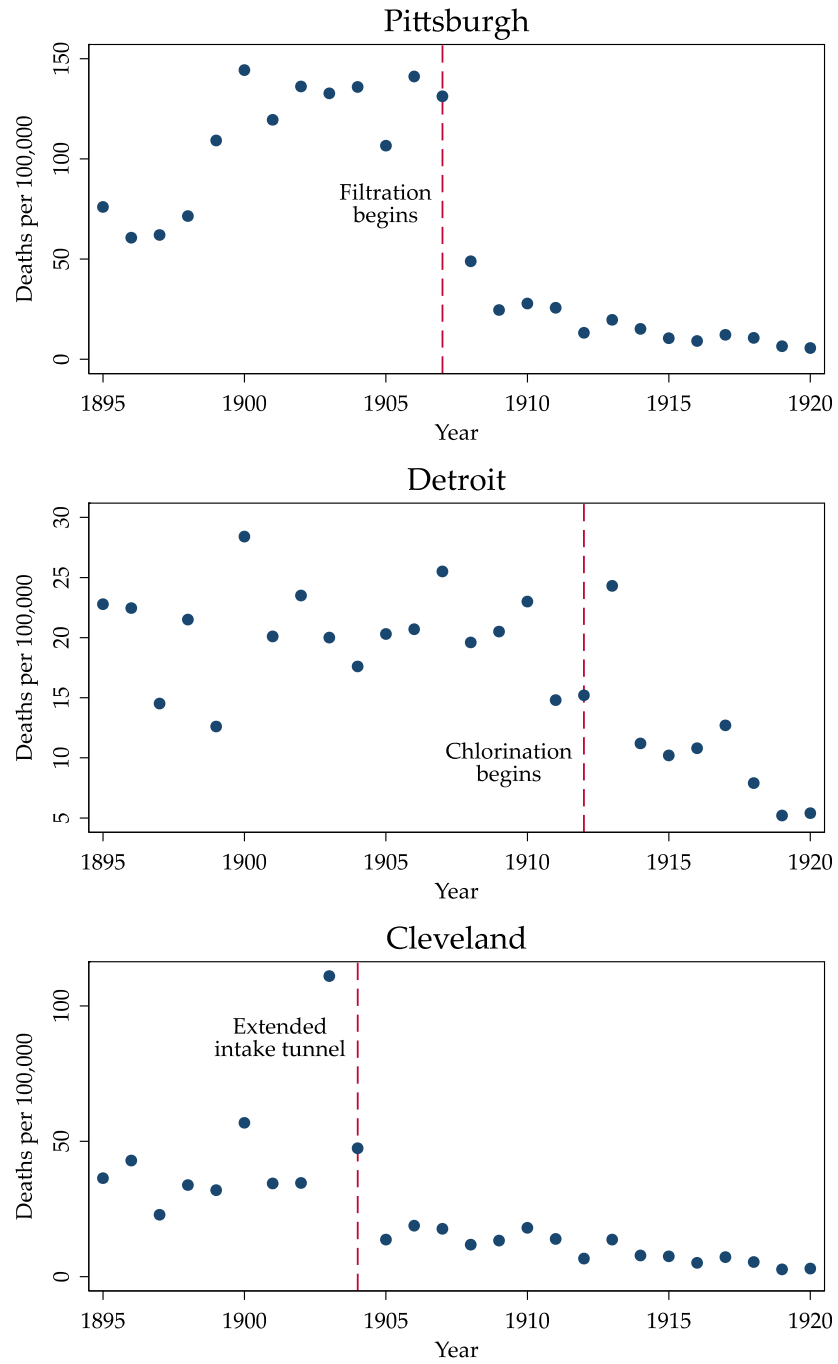 Pittsburgh
150
100
50
0
Deaths per 100,000
Filtration
begins
1895 1900 1905 1910 1915 1920
Year
Detroit
30
25
20
15
10
5
Deaths per 100,000
Chlorination
begins
1895 1900 1905 1910 1915 1920
Year
Cleveland
100
50
0
Deaths per 100,000
Extended
intake tunnel
1895 1900 1905 1910 1915 1920
Year